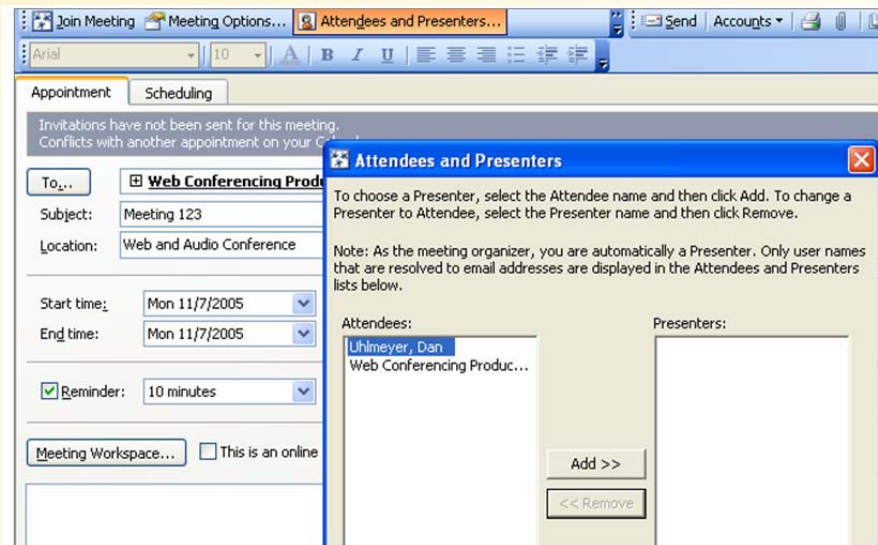 Join Meeting Meeting Options... Attendees and Presenters... Send Accounts
Arial 10 A B I U
Appointment Scheduling
Invitations have not been sent for this meeting.
Conflicts with another appointment on your
Attendees and Presenters
To... Web Conferencing Produ
Subject: Meeting 123
Location: Web and Audio Conference
Start time: Mon 11/7/2005
End time: Mon 11/7/2005
Reminder: 10 minutes
Meeting Workspace... This is an online
To choose a Presenter, select the Attendee name and then click Add. To change a
Presenter to Attendee, select the Presenter name and then click Remove.
Note: As the meeting organizer, you are automatically a Presenter. Only user names
that are resolved to email addresses are displayed in the Attendees and Presenters
lists below.
Attendees: Presenters:
Uhlmeyer, Dan
Web Conferencing Produc...
Add >>
<< Remove